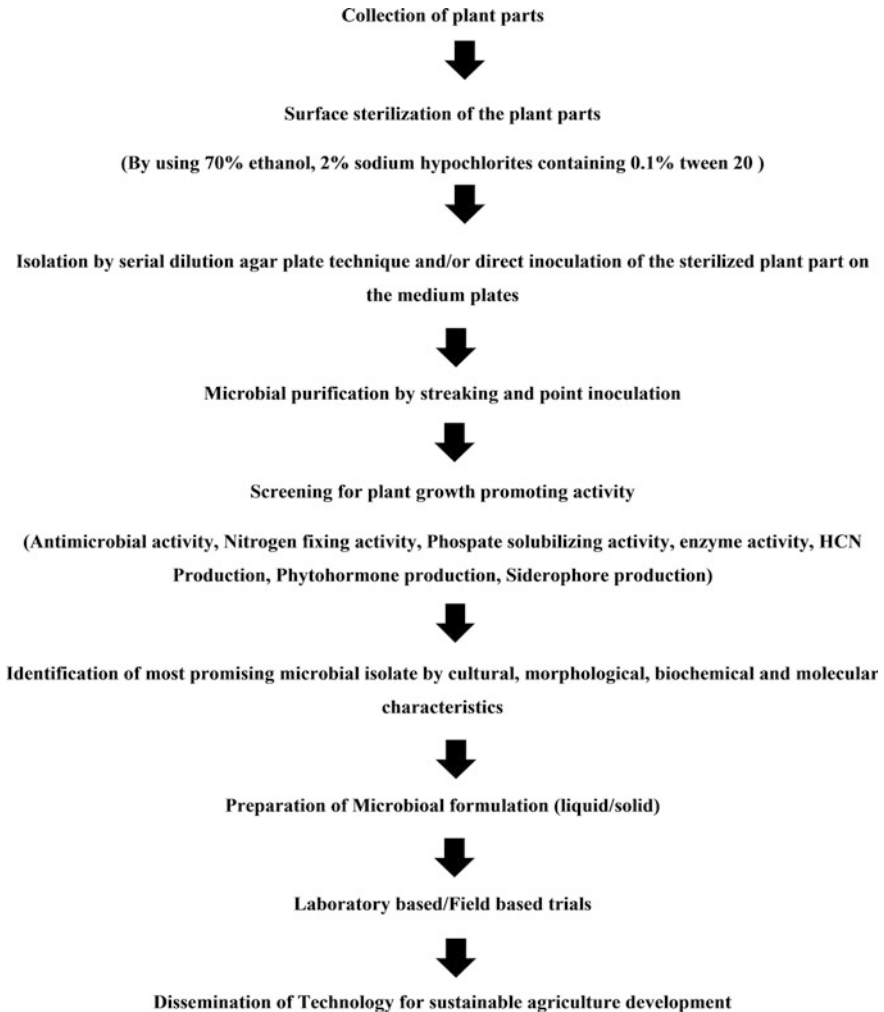 Collection of plant parts
Surface sterilization of the plant parts
(By using 70% ethanol, 2% sodium hypochlorites containing 0.1% tween 20 )
Isolation by serial dilution agar plate technique and/or direct inoculation of the sterilized plant part on
the medium plates
Microbial purification by streaking and point inoculation
Screening for plant growth promoting activity
(Antimicrobial activity, Nitrogen fixing activity, Phospate solubilizing activity, enzyme activity, HCN
Production, Phytohormone production, Siderophore production)
Identification of most promising microbial isolate by cultural, morphological, biochemical and molecular
characteristics
Preparation of Microbioal formulation (liquid/solid)
Laboratory based/Field based trials
Dissemination of Technology for sustainable agriculture development